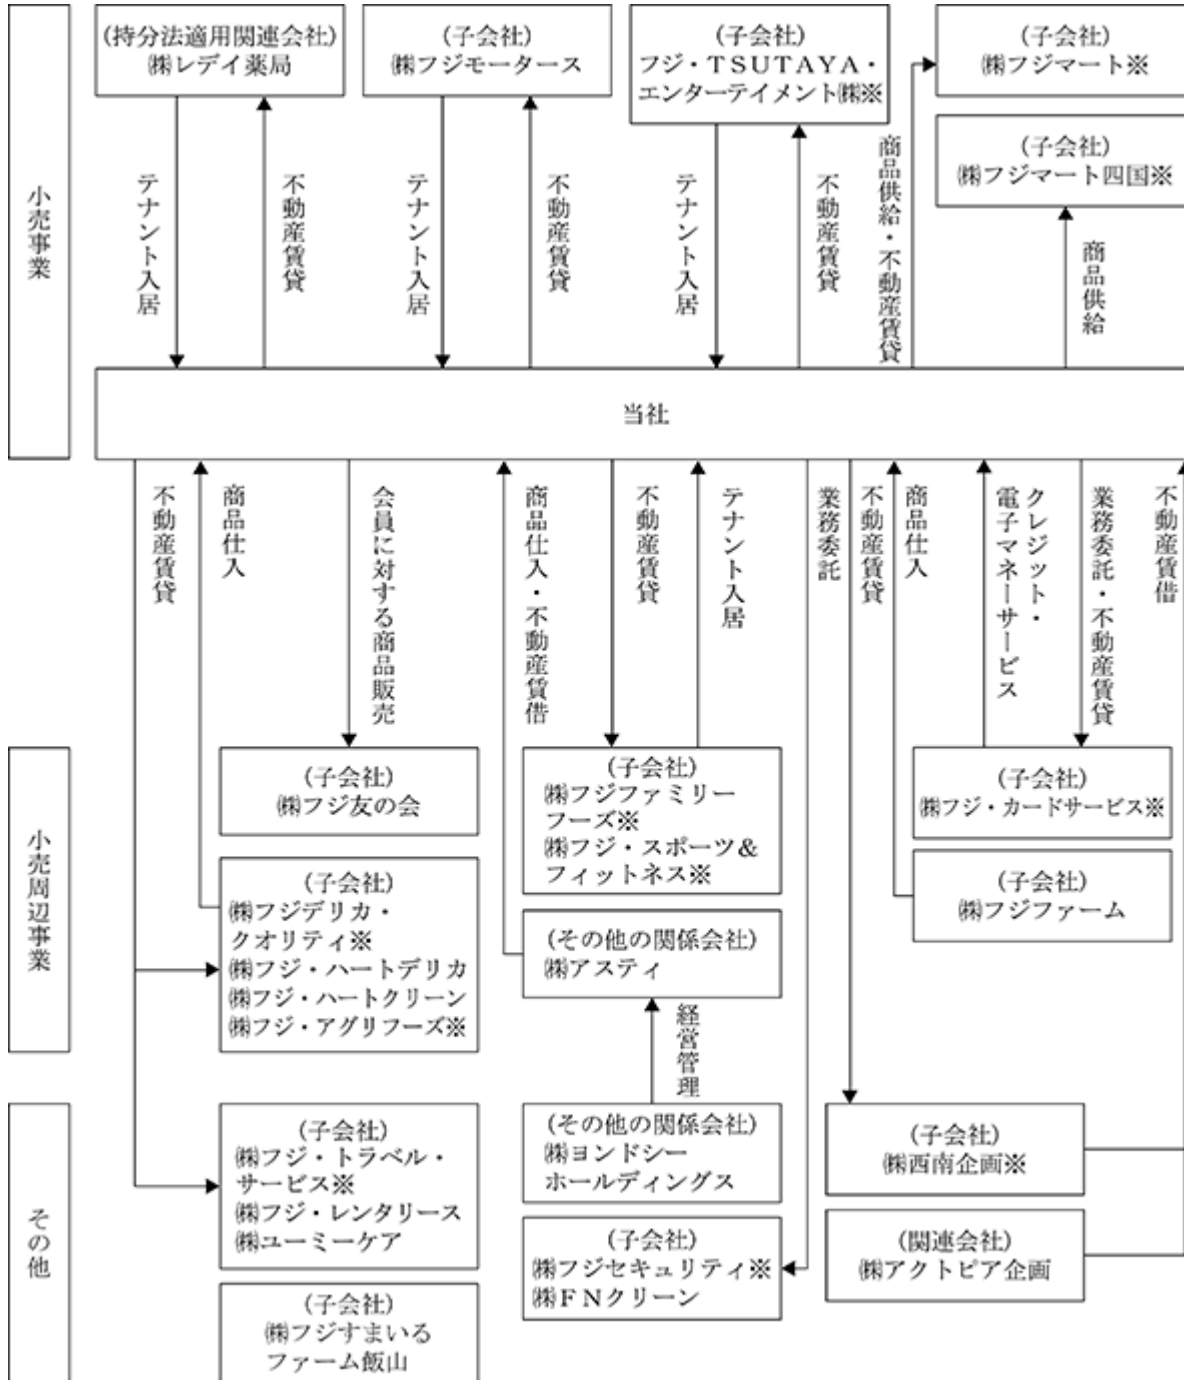 小売事業
(持分法適用関連会社)
㈱レデイ薬局
(子会社)
㈱フジモータース
(子会社)
フジ・TSUTAYA・
エンターテイメント㈱※
(子会社)
㈱フジマート※
(子会社)
㈱フジマート四国※
テナント入居
不動産賃貸
テナント入居
不動産賃貸
テナント入居
不動産賃貸
商品供給・不動産賃貸
商品供給
当社
不動産賃貸
商品仕入
会員に対する商品販売
商品仕入・不動産賃借
不動産賃貸
テナント入居
業務委託
不動産賃貸
商品仕入
クレジット・
電子マネーサービス
業務委託・不動産賃貸
不動産賃借
小売周辺事業
(子会社)
㈱フジ友の会
(子会社)
㈱フジデリカ・
クオリティ※
㈱フジ・ハートデリカ
㈱フジ・ハートクリーン
㈱フジ・アグリフーズ※
(子会社)
㈱フジファミリー
フーズ※
㈱フジ・スポーツ&
フィットネス※
(その他の関係会社)
㈱アスティ
経営管理
(子会社)
㈱フジ・カードサービス※
(子会社)
㈱フジファーム
その他
(子会社)
㈱フジ・トラベル・
サービス※
㈱フジ・レンタリース
㈱ユーミーケア
(子会社)
㈱フジすまいる
ファーム飯山
(その他の関係会社)
㈱ヨンドシー
ホールディングス
(子会社)
㈱フジセキュリティ※
㈱FNクリーン
(子会社)
㈱西南企画※
(関連会社)
㈱アクトピア企画